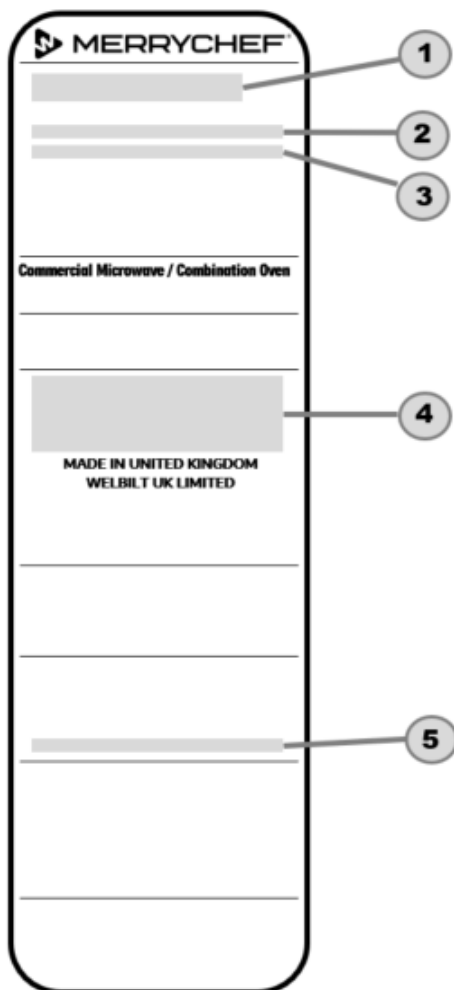 MERRYCHEF
1
2
3
Commercial Microwave / Combination Oven
4
MADE IN UNITED KINGDOM
WELBILT UK LIMITED
5